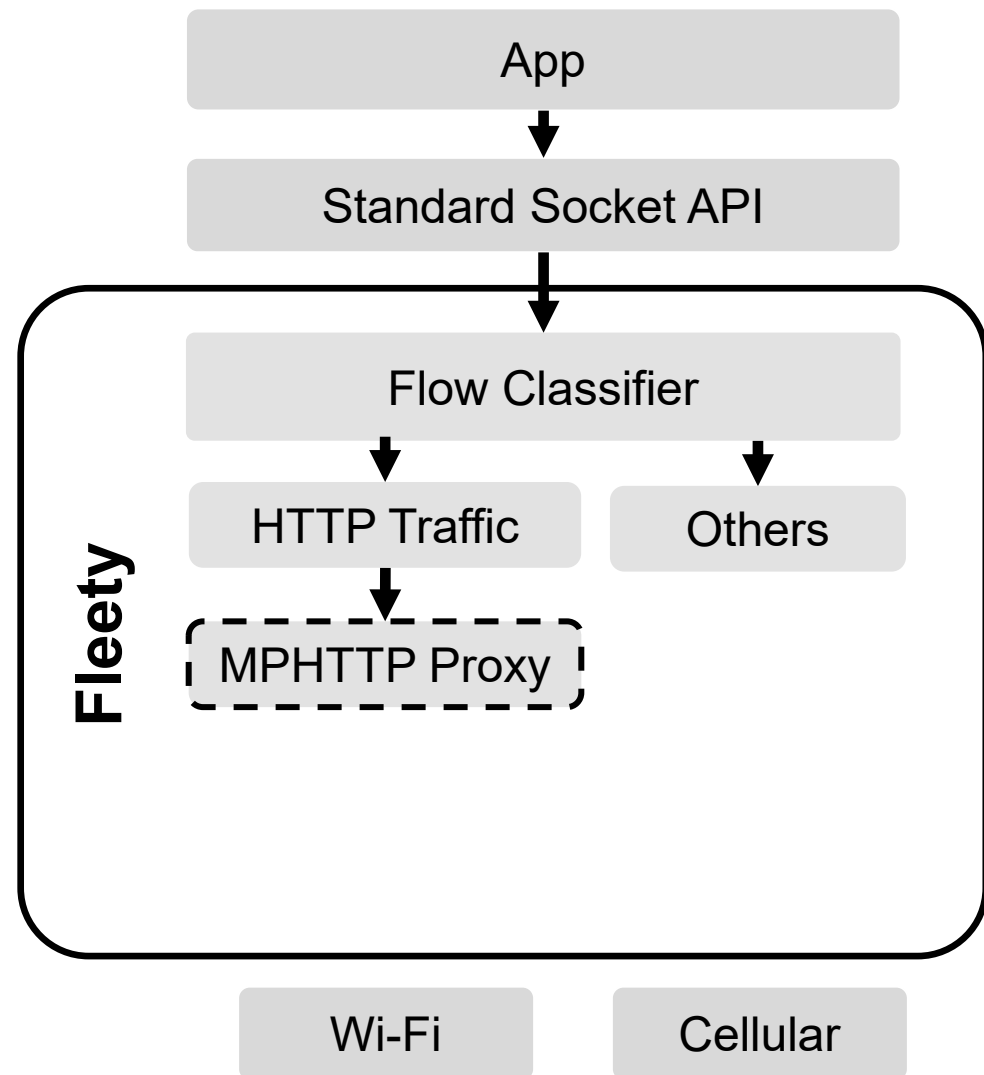 App
Standard Socket API
Flow Classifier
HTTP Traffic
Others
Fleety
MPHTTP Proxy
Wi-Fi
Cellular